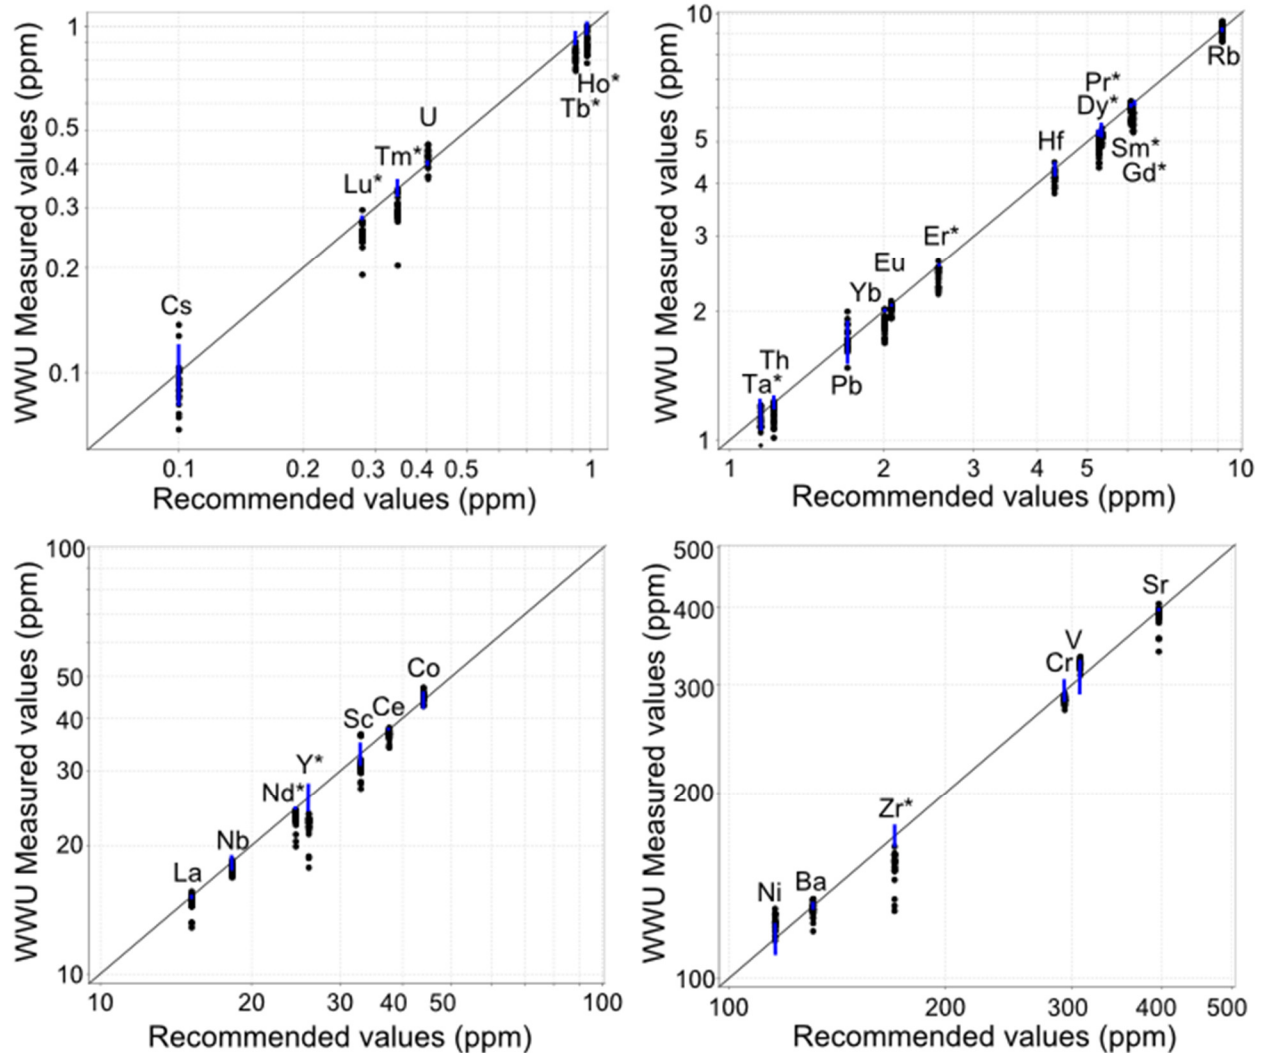 WWU Measured values (ppm)
1
0.5
0.4
0.3
0.2
0.1
Cs
Lu*
Tm*
U
Ho*
Tb*
0.1 0.2 0.3 0.4 0.5 1
Recommended values (ppm)
WWU Measured values (ppm)
10
5
4
3
2
1
Ta*
Th
Pb
Yb
Eu
Er*
Hf
Pr*
Dy*
Sm*
Gd*
Rb
1 2 3 4 5 10
Recommended values (ppm)
WWU Measured values (ppm)
100
50
40
30
20
10
La
Nb
Nd*
Y*
Sc
Ce
Co
10 20 30 40 50 100
Recommended values (ppm)
WWU Measured values (ppm)
500
400
300
200
100
Ni
Ba
Zr*
Cr
V
Sr
100 200 300 400 500
Recommended values (ppm)